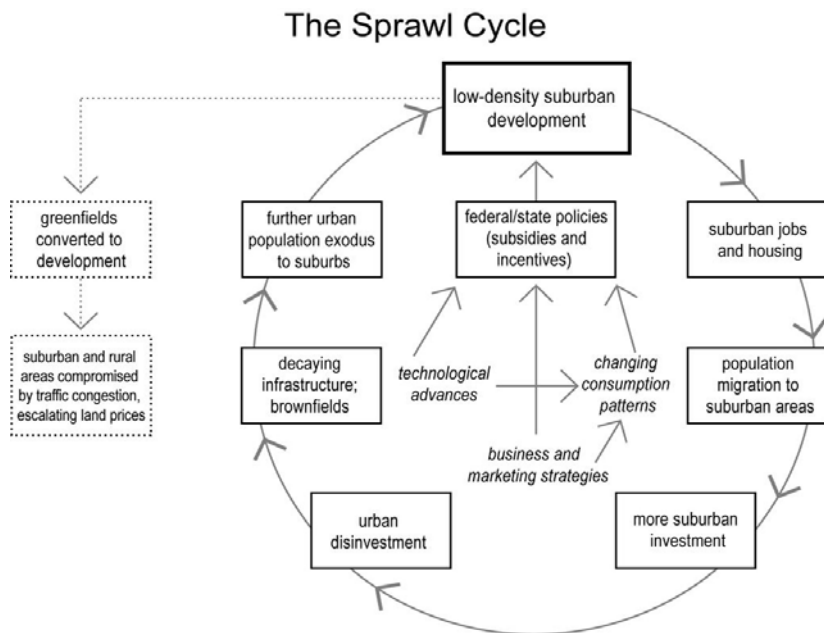 The Sprawl Cycle
low-density suburban
development
greenfields
converted to
development
further urban
population exodus
to suburbs
federal/state policies
(subsidies and
incentives)
suburban jobs
and housing
suburban and rural
areas compromised
by traffic congestion,
escalating land prices
decaying
infrastructure;
brownfields
technological
advances
changing
consumption
patterns
population
migration to
suburban areas
business and
marketing strategies
urban
disinvestment
more suburban
investment